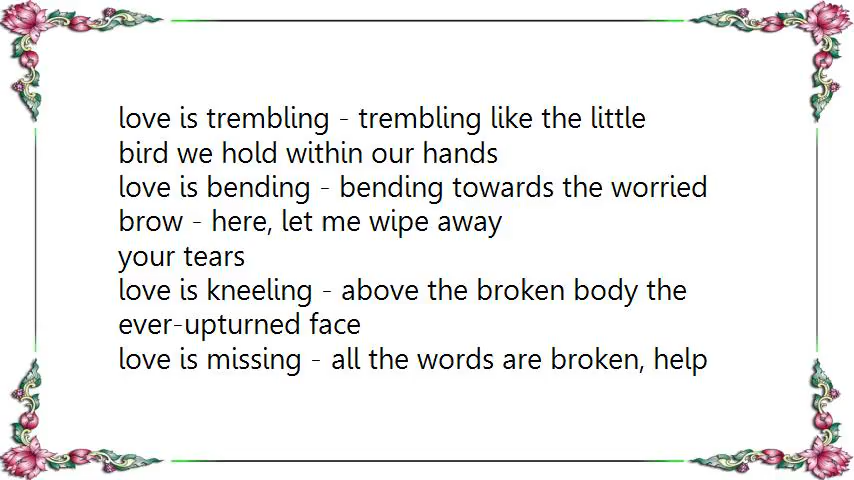 love is trembling - trembling like the little
bird we hold within our hands
love is bending - bending towards the worried
brow - here, let me wipe away
your tears
love is kneeling - above the broken body the
ever-upturned face
love is missing - all the words are broken, help